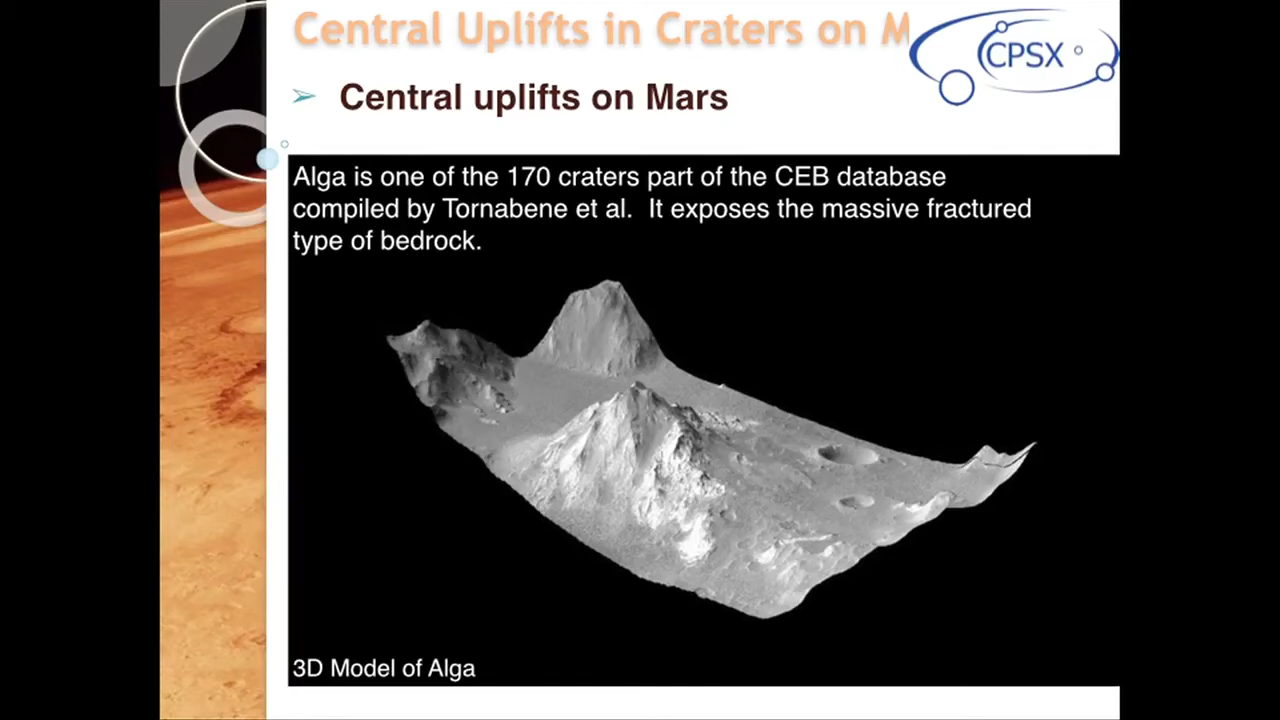 Central Uplifts in Craters on M
CPSX
➢ Central uplifts on Mars
Alga is one of the 170 craters part of the CEB database
compiled by Tornabene et al. It exposes the massive fractured
type of bedrock.
3D Model of Alga